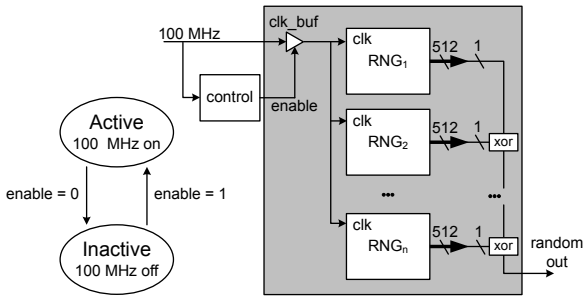 clk_buf
100 MHz
control
enable
clk
RNG1
512
1
clk
RNG2
512
1
xor
...
...
clk
RNGn
512
1
xor
random
out
Active
100 MHz on
enable = 0
enable = 1
Inactive
100 MHz off